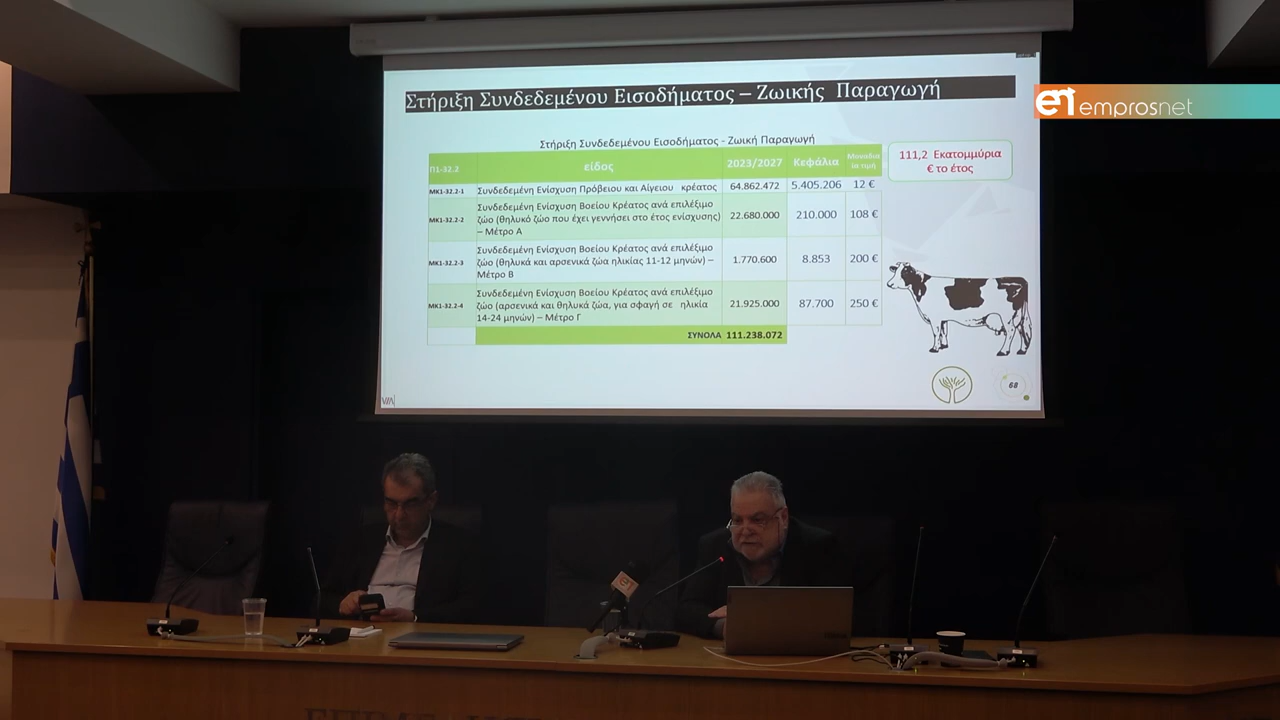 Στήριξη Συνδεδεμένου Εισοδήματος – Ζωικής Παραγωγή
emprosnet
Στήριξη Συνδεδεμένου Εισοδήματος - Ζωική Παραγωγή
Π1-32.2 είδος 2023/2027 Κεφάλια Μοναδια
ία τιμή
111,2 Εκατομμύρια
€ το έτος
ΜΚ1-32.2-1 Συνδεδεμένη Ενίσχυση Πρόβειου και Αίγειου κρέατος 64.862.472 5.405.206 12 €
Συνδεδεμένη Ενίσχυση Βοείου Κρέατος ανά επιλέξιμο
ΜΚ1-32.2-2 ζώο (θηλυκό ζώο που έχει γεννήσει στο έτος ενίσχυσης) 22.680.000 210.000 108 €
– Μέτρο Α
Συνδεδεμένη Ενίσχυση Βοείου Κρέατος ανά επιλέξιμο
ΜΚ1-32.2-3 ζώο (θηλυκά και αρσενικά ζώα ηλικίας 11-12 μηνών) – 1.770.600 8.853 200 €
Μέτρο Β
Συνδεδεμένη Ενίσχυση Βοείου Κρέατος ανά επιλέξιμο
ΜΚ1-32.2-4 ζώο (αρσενικά και θηλυκά ζώα, για σφαγή σε ηλικία 21.925.000 87.700 250 €
14-24 μηνών) – Μέτρο Γ
ΣΥΝΟΛΑ 111.238.072
68